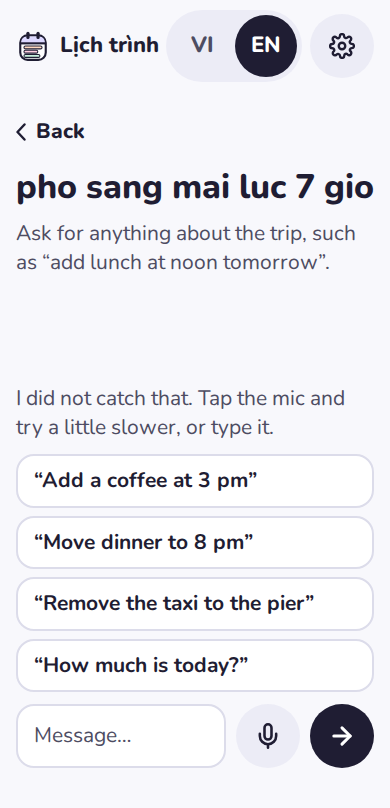 Lịch trình VI EN
Back
pho sang mai luc 7 gio
Ask for anything about the trip, such
as “add lunch at noon tomorrow”.
I did not catch that. Tap the mic and
try a little slower, or type it.
“Add a coffee at 3 pm”
“Move dinner to 8 pm”
“Remove the taxi to the pier”
“How much is today?”
Message...